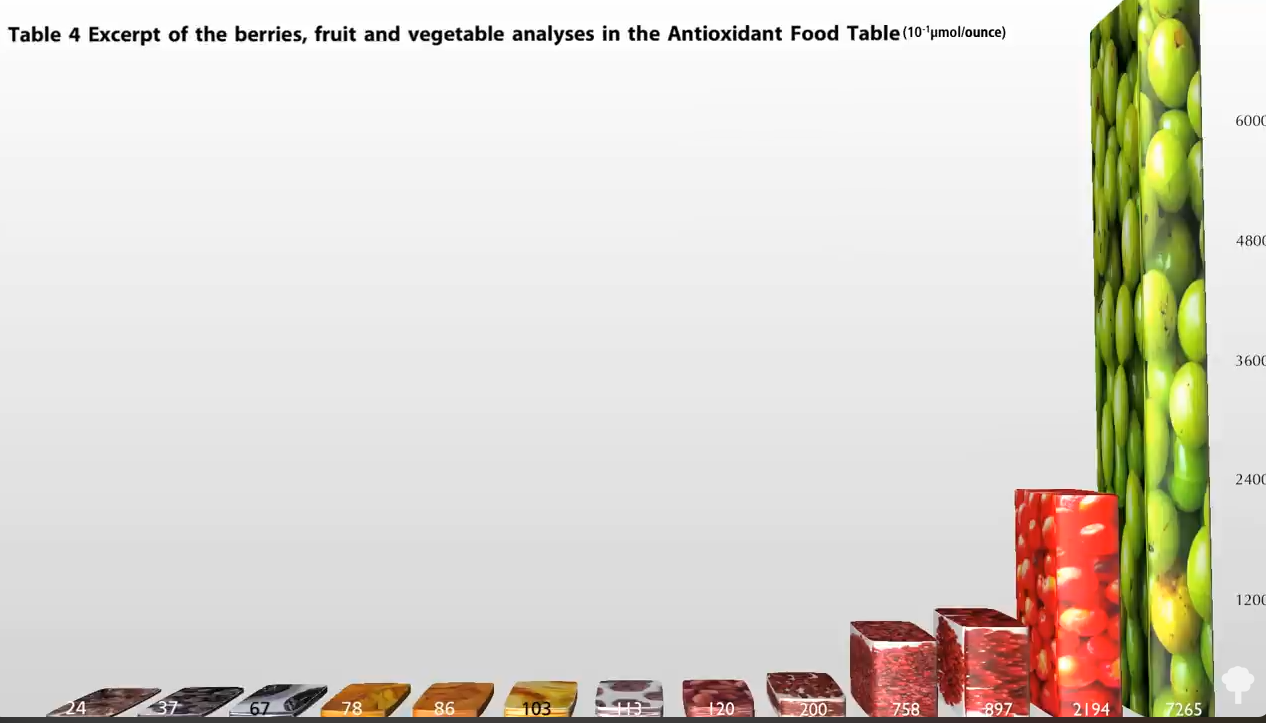 Table 4 Excerpt of the berries, fruit and vegetable analyses in the Antioxidant Food Table (10⁻¹μmol/ounce)
6000
4800
3600
2400
1200
24 37 67 78 86 103 113 120 200 758 897 2194 7265